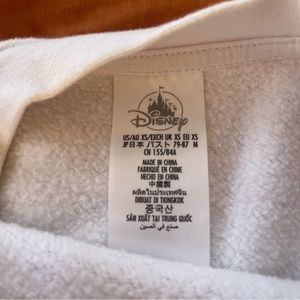 Disney
US/AU XS/EXCH UK XS EU XS
JP日本 バスト 79-87 M
CN 155/84A
MADE IN CHINA
FABRIQUÉ EN CHINE
HECHO EN CHINA
中國製
ผลิตในประเทศจีน
DIBUAT DI TIONGKOK
중국산
SẢN XUẤT TẠI TRUNG QUỐC
صنع في الصين